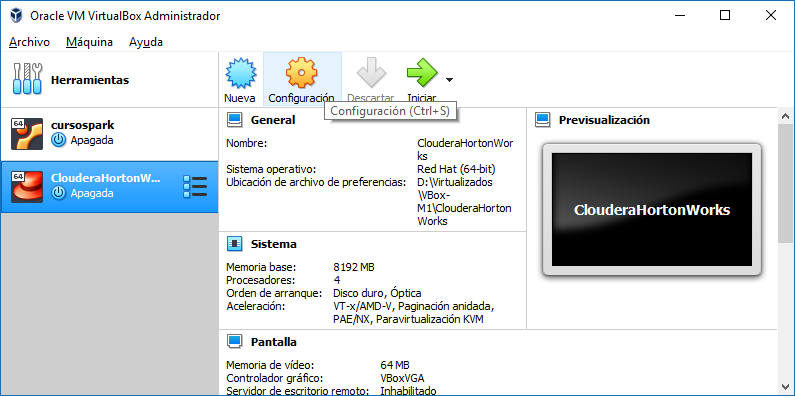 Oracle VM VirtualBox Administrador
Archivo Máquina Ayuda
Herramientas
Nueva Configuración Descartar Iniciar
Configuración (Ctrl+S)
64 cursospark
Apagada
64 ClouderaHortonW...
Apagada
General
Nombre: ClouderaHortonWor
ks
Sistema operativo: Red Hat (64-bit)
Ubicación de archivo de preferencias: D:\Virtualizados
\VBox-
M1\ClouderaHorton
Works
Sistema
Memoria base: 8192 MB
Procesadores: 4
Orden de arranque: Disco duro, Óptica
Aceleración: VT-x/AMD-V, Paginación anidada,
PAE/NX, Paravirtualización KVM
Pantalla
Memoria de vídeo: 64 MB
Controlador gráfico: VBoxVGA
Servidor de escritorio remoto: Inhabilitado
Previsualización
ClouderaHortonWorks